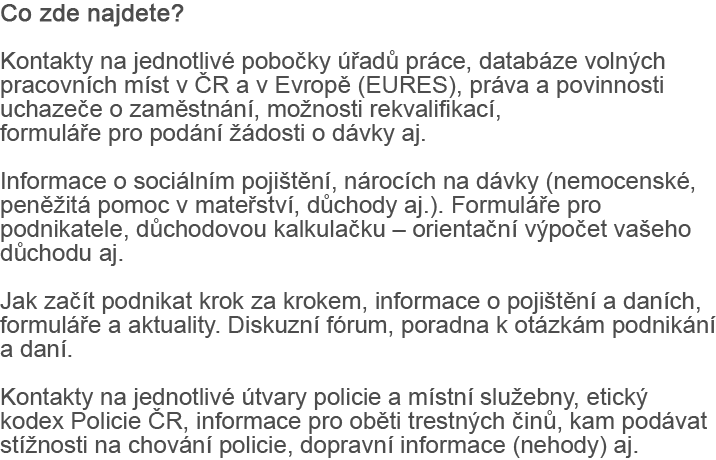 Co zde najdete?
Kontakty na jednotlivé pobočky úřadů práce, databáze volných
pracovních míst v ČR a v Evropě (EURES), práva a povinnosti
uchazeče o zaměstnání, možnosti rekvalifikací,
formuláře pro podání žádosti o dávky aj.
Informace o sociálním pojištění, nárocích na dávky (nemocenské,
peněžitá pomoc v mateřství, důchody aj.). Formuláře pro
podnikatele, důchodovou kalkulačku – orientační výpočet vašeho
důchodu aj.
Jak začít podnikat krok za krokem, informace o pojištění a daních,
formuláře a aktuality. Diskuzní fórum, poradna k otázkám podnikání
a daní.
Kontakty na jednotlivé útvary policie a místní služebny, etický
kodex Policie ČR, informace pro oběti trestných činů, kam podávat
stížnosti na chování policie, dopravní informace (nehody) aj.